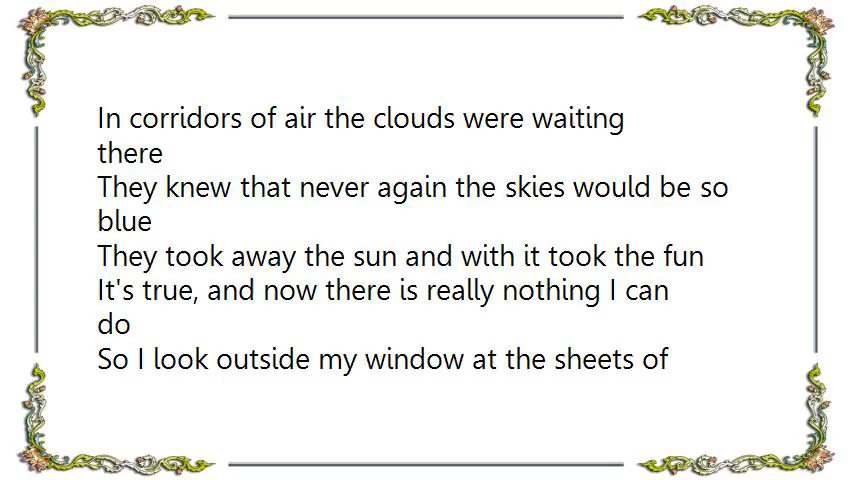 In corridors of air the clouds were waiting
there
They knew that never again the skies would be so
blue
They took away the sun and with it took the fun
It's true, and now there is really nothing I can
do
So I look outside my window at the sheets of